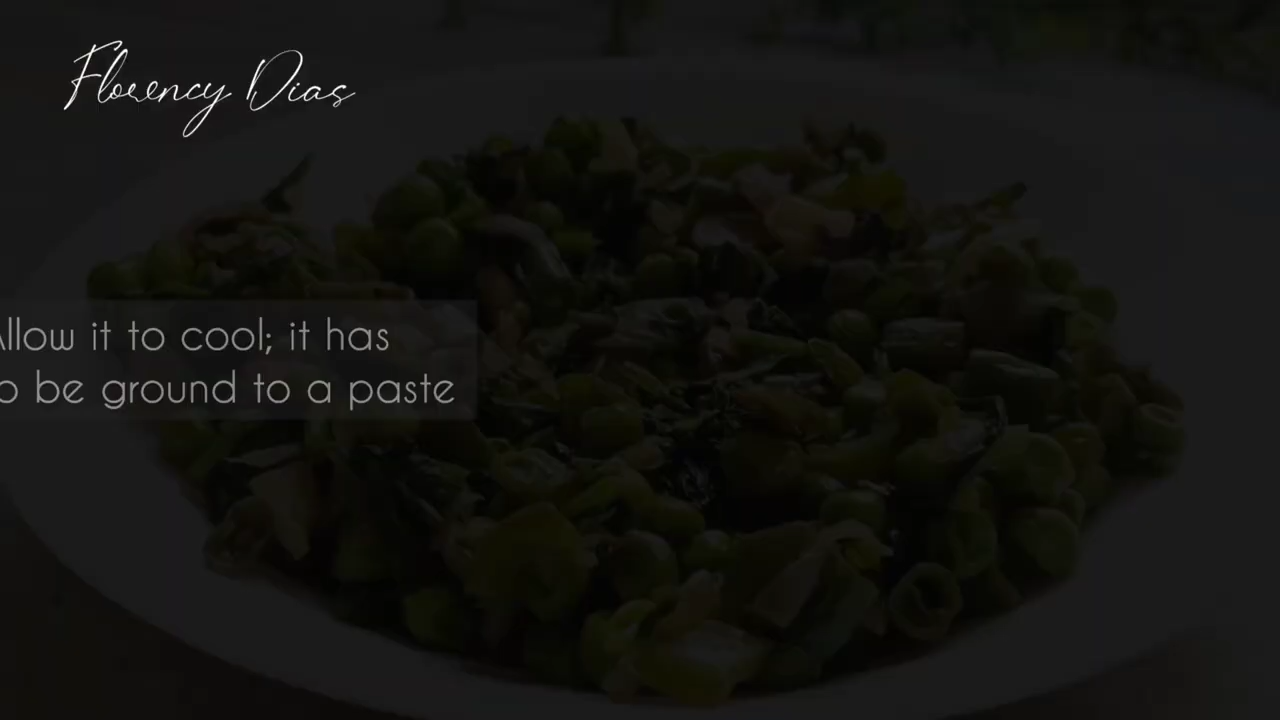 Florency Dias
llow it to cool; it has
o be ground to a paste